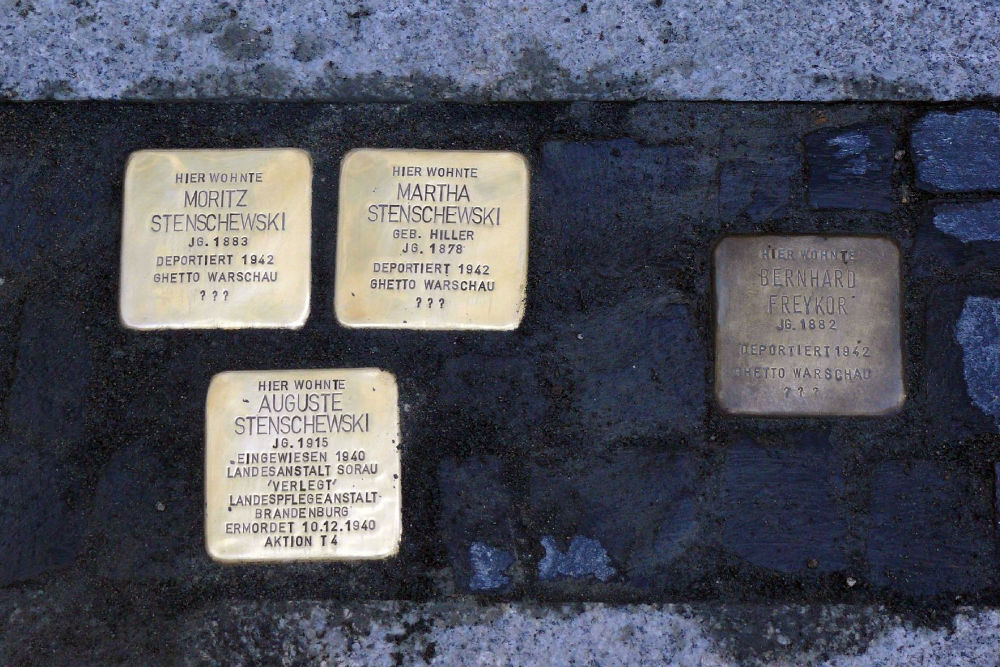 HIER WOHNTE
MORITZ
STENSCHEWSKI
JG. 1883
DEPORTIERT 1942
GHETTO WARSCHAU
? ? ?
HIER WOHNTE
MARTHA
STENSCHEWSKI
GEB. HILLER
JG. 1878
DEPORTIERT 1942
GHETTO WARSCHAU
? ? ?
HIER WOHNTE
BERNHARD
FREYKOR
JG. 1882
DEPORTIERT 1942
GHETTO WARSCHAU
? ? ?
HIER WOHNTE
AUGUSTE
STENSCHEWSKI
JG. 1915
EINGEWIESEN 1940
LANDESANSTALT SORAU
'VERLEGT'
LANDESPFLEGEANSTALT
BRANDENBURG
ERMORDET 10.12.1940
AKTION T4